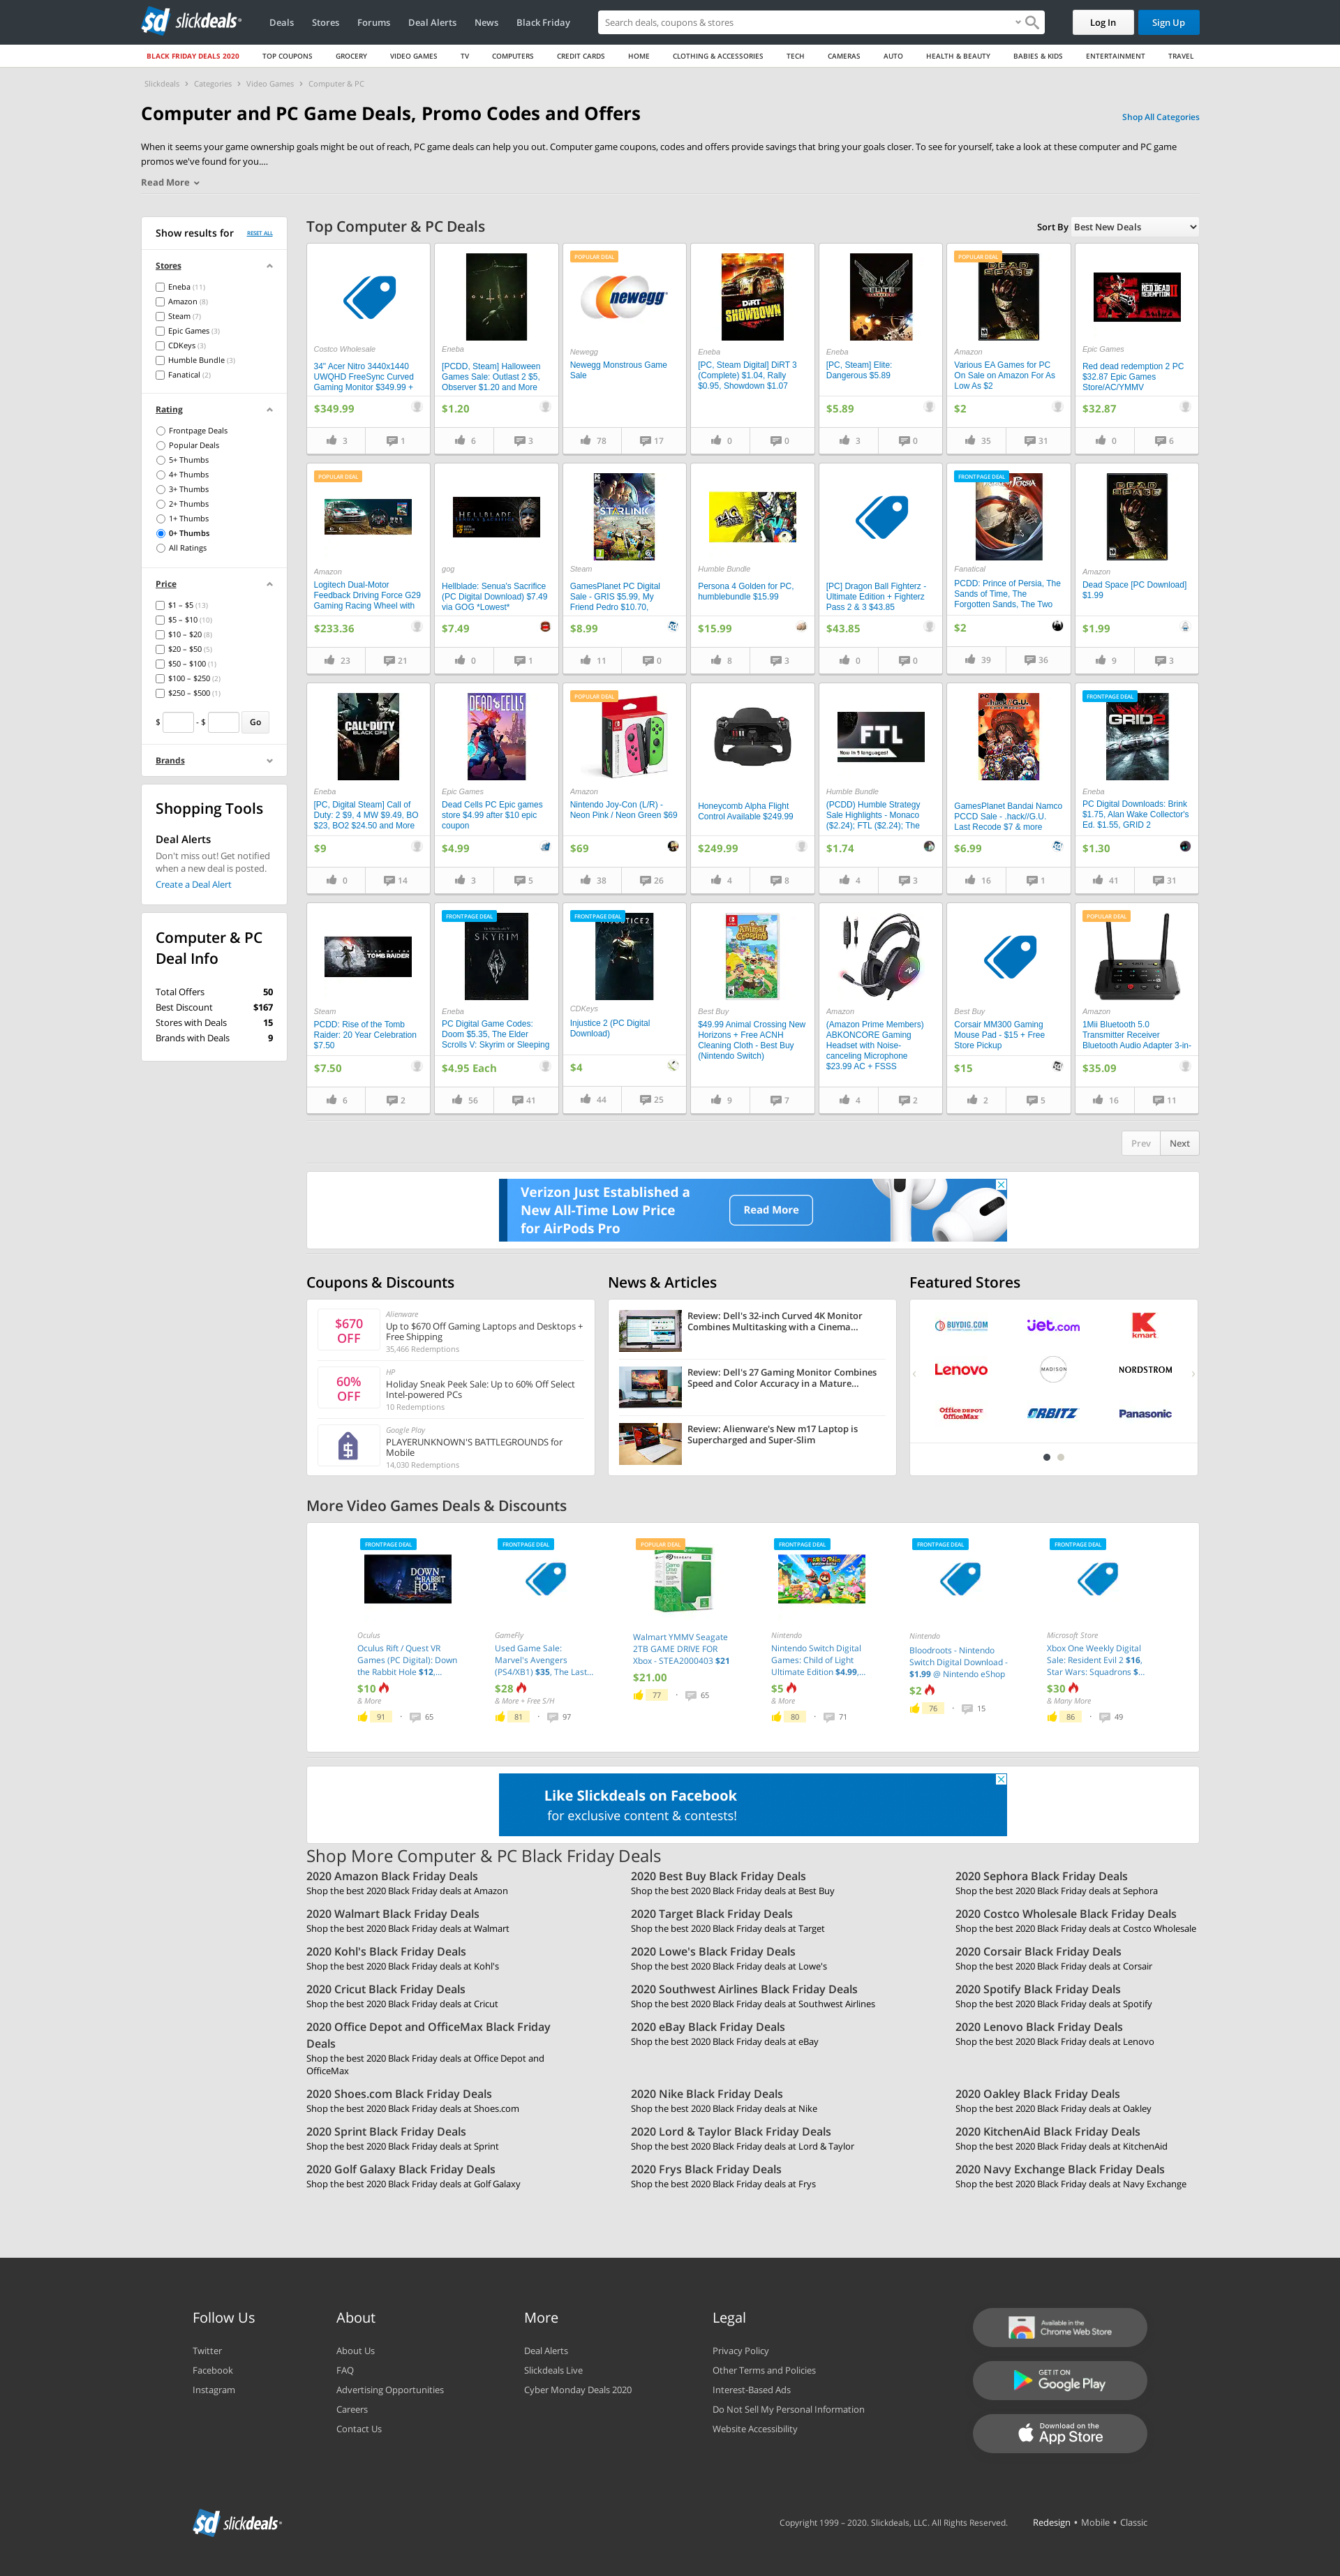 slickdeals
Deals Stores Forums Deal Alerts News Black Friday
Search deals, coupons & stores
Log In
Sign Up
BLACK FRIDAY DEALS 2020 TOP COUPONS GROCERY VIDEO GAMES TV COMPUTERS CREDIT CARDS HOME CLOTHING & ACCESSORIES TECH CAMERAS AUTO HEALTH & BEAUTY BABIES & KIDS ENTERTAINMENT TRAVEL
Slickdeals > Categories > Video Games > Computer & PC
Computer and PC Game Deals, Promo Codes and Offers
Shop All Categories
When it seems your game ownership goals might be out of reach, PC game deals can help you out. Computer game coupons, codes and offers provide savings that bring your goals closer. To see for yourself, take a look at these computer and PC game
promos we've found for you....
Read More
Show results for RESET ALL
Stores
Eneba (11)
Amazon (8)
Steam (7)
Epic Games (3)
CDKeys (3)
Humble Bundle (3)
Fanatical (2)
Rating
Frontpage Deals
Popular Deals
5+ Thumbs
4+ Thumbs
3+ Thumbs
2+ Thumbs
1+ Thumbs
0+ Thumbs
All Ratings
Price
$1 – $5 (13)
$5 – $10 (10)
$10 – $20 (8)
$20 – $50 (5)
$50 – $100 (1)
$100 – $250 (2)
$250 – $500 (1)
$ - $ Go
Brands
Shopping Tools
Deal Alerts
Don't miss out! Get notified
when a new deal is posted.
Create a Deal Alert
Computer & PC
Deal Info
Total Offers 50
Best Discount $167
Stores with Deals 15
Brands with Deals 9
Top Computer & PC Deals
Sort By Best New Deals
Costco Wholesale
34" Acer Nitro 3440x1440
UWQHD FreeSync Curved
Gaming Monitor $349.99 +
$349.99
3 1
OUTLAST
Eneba
[PCDD, Steam] Halloween
Games Sale: Outlast 2 $5,
Observer $1.20 and More
$1.20
6 3
POPULAR DEAL
newegg
Newegg
Newegg Monstrous Game
Sale
78 17
DiRT
SHOWDOWN
Eneba
[PC, Steam Digital] DiRT 3
(Complete) $1.04, Rally
$0.95, Showdown $1.07
0 0
ELITE
Eneba
[PC, Steam] Elite:
Dangerous $5.89
$5.89
3 0
POPULAR DEAL
DEAD SPACE
Amazon
Various EA Games for PC
On Sale on Amazon For As
Low As $2
$2
35 31
RED DEAD
REDEMPTION II
Epic Games
Red dead redemption 2 PC
$32.87 Epic Games
Store/AC/YMMV
$32.87
0 6
POPULAR DEAL
Amazon
Logitech Dual-Motor
Feedback Driving Force G29
Gaming Racing Wheel with
$233.36
23 21
HELLBLADE
gog
Hellblade: Senua's Sacrifice
(PC Digital Download) $7.49
via GOG *Lowest*
$7.49
0 1
STARLINK
Steam
GamesPlanet PC Digital
Sale - GRIS $5.99, My
Friend Pedro $10.70,
$8.99
11 0
Humble Bundle
Persona 4 Golden for PC,
humblebundle $15.99
$15.99
8 3
[PC] Dragon Ball Fighterz -
Ultimate Edition + Fighterz
Pass 2 & 3 $43.85
$43.85
0 0
FRONTPAGE DEAL
Fanatical
PCDD: Prince of Persia, The
Sands of Time, The
Forgotten Sands, The Two
$2
39 36
DEAD SPACE
Amazon
Dead Space [PC Download]
$1.99
$1.99
9 3
CALL OF DUTY
BLACK OPS
Eneba
[PC, Digital Steam] Call of
Duty: 2 $9, 4 MW $9.49, BO
$23, BO2 $24.50 and More
$9
0 14
DEAD CELLS
Epic Games
Dead Cells PC Epic games
store $4.99 after $10 epic
coupon
$4.99
3 5
POPULAR DEAL
Amazon
Nintendo Joy-Con (L/R) -
Neon Pink / Neon Green $69
$69
38 26
Honeycomb Alpha Flight
Control Available $249.99
$249.99
4 8
FTL
Now in 9 languages!
Humble Bundle
(PCDD) Humble Strategy
Sale Highlights - Monaco
($2.24); FTL ($2.24); The
$1.74
4 3
.hack//G.U.
GamesPlanet Bandai Namco
PCCD Sale - .hack//G.U.
Last Recode $7 & more
$6.99
16 1
FRONTPAGE DEAL
GRID 2
Eneba
PC Digital Downloads: Brink
$1.75, Alan Wake Collector's
Ed. $1.55, GRID 2
$1.30
41 31
RISE OF THE
TOMB RAIDER
Steam
PCDD: Rise of the Tomb
Raider: 20 Year Celebration
$7.50
$7.50
6 2
FRONTPAGE DEAL
SKYRIM
Eneba
PC Digital Game Codes:
Doom $5.35, The Elder
Scrolls V: Skyrim or Sleeping
$4.95 Each
56 41
FRONTPAGE DEAL
INJUSTICE 2
CDKeys
Injustice 2 (PC Digital
Download)
$4
44 25
Animal Crossing
Best Buy
$49.99 Animal Crossing New
Horizons + Free ACNH
Cleaning Cloth - Best Buy
(Nintendo Switch)
9 7
Amazon
(Amazon Prime Members)
ABKONCORE Gaming
Headset with Noise-
canceling Microphone
$23.99 AC + FSSS
4 2
Best Buy
Corsair MM300 Gaming
Mouse Pad - $15 + Free
Store Pickup
$15
2 5
POPULAR DEAL
Amazon
1Mii Bluetooth 5.0
Transmitter Receiver
Bluetooth Audio Adapter 3-in-
$35.09
16 11
Prev Next
Verizon Just Established a
New All-Time Low Price
for AirPods Pro
Read More
Coupons & Discounts
$670
OFF
Alienware
Up to $670 Off Gaming Laptops and Desktops +
Free Shipping
35,466 Redemptions
60%
OFF
HP
Holiday Sneak Peek Sale: Up to 60% Off Select
Intel-powered PCs
10 Redemptions
Google Play
PLAYERUNKNOWN'S BATTLEGROUNDS for
Mobile
14,030 Redemptions
News & Articles
Review: Dell's 32-inch Curved 4K Monitor
Combines Multitasking with a Cinema...
Review: Dell's 27 Gaming Monitor Combines
Speed and Color Accuracy in a Mature...
Review: Alienware's New m17 Laptop is
Supercharged and Super-Slim
Featured Stores
BUYDIG.COM
Jet.com
kmart
Lenovo
MADISON
NORDSTROM
Office DEPOT
OfficeMax
ORBITZ
Panasonic
More Video Games Deals & Discounts
FRONTPAGE DEAL
DOWN
THE RABBIT
HOLE
Oculus
Oculus Rift / Quest VR
Games (PC Digital): Down
the Rabbit Hole $12,...
$10
& More
91 • 65
FRONTPAGE DEAL
GameFly
Used Game Sale:
Marvel's Avengers
(PS4/XB1) $35, The Last...
$28
& More + Free S/H
81 • 97
POPULAR DEAL
SEAGATE
Walmart YMMV Seagate
2TB GAME DRIVE FOR
Xbox - STEA2000403 $21
$21.00
77 • 65
FRONTPAGE DEAL
Nintendo
Nintendo Switch Digital
Games: Child of Light
Ultimate Edition $4.99,...
$5
& More
80 • 71
FRONTPAGE DEAL
Nintendo
Bloodroots - Nintendo
Switch Digital Download -
$1.99 @ Nintendo eShop
$2
76 • 15
FRONTPAGE DEAL
Microsoft Store
Xbox One Weekly Digital
Sale: Resident Evil 2 $16,
Star Wars: Squadrons $...
$30
& Many More
86 • 49
Like Slickdeals on Facebook
for exclusive content & contests!
Shop More Computer & PC Black Friday Deals
2020 Amazon Black Friday Deals
Shop the best 2020 Black Friday deals at Amazon
2020 Best Buy Black Friday Deals
Shop the best 2020 Black Friday deals at Best Buy
2020 Sephora Black Friday Deals
Shop the best 2020 Black Friday deals at Sephora
2020 Walmart Black Friday Deals
Shop the best 2020 Black Friday deals at Walmart
2020 Target Black Friday Deals
Shop the best 2020 Black Friday deals at Target
2020 Costco Wholesale Black Friday Deals
Shop the best 2020 Black Friday deals at Costco Wholesale
2020 Kohl's Black Friday Deals
Shop the best 2020 Black Friday deals at Kohl's
2020 Lowe's Black Friday Deals
Shop the best 2020 Black Friday deals at Lowe's
2020 Corsair Black Friday Deals
Shop the best 2020 Black Friday deals at Corsair
2020 Cricut Black Friday Deals
Shop the best 2020 Black Friday deals at Cricut
2020 Southwest Airlines Black Friday Deals
Shop the best 2020 Black Friday deals at Southwest Airlines
2020 Spotify Black Friday Deals
Shop the best 2020 Black Friday deals at Spotify
2020 Office Depot and OfficeMax Black Friday
Deals
Shop the best 2020 Black Friday deals at Office Depot and
OfficeMax
2020 eBay Black Friday Deals
Shop the best 2020 Black Friday deals at eBay
2020 Lenovo Black Friday Deals
Shop the best 2020 Black Friday deals at Lenovo
2020 Shoes.com Black Friday Deals
Shop the best 2020 Black Friday deals at Shoes.com
2020 Nike Black Friday Deals
Shop the best 2020 Black Friday deals at Nike
2020 Oakley Black Friday Deals
Shop the best 2020 Black Friday deals at Oakley
2020 Sprint Black Friday Deals
Shop the best 2020 Black Friday deals at Sprint
2020 Lord & Taylor Black Friday Deals
Shop the best 2020 Black Friday deals at Lord & Taylor
2020 KitchenAid Black Friday Deals
Shop the best 2020 Black Friday deals at KitchenAid
2020 Golf Galaxy Black Friday Deals
Shop the best 2020 Black Friday deals at Golf Galaxy
2020 Frys Black Friday Deals
Shop the best 2020 Black Friday deals at Frys
2020 Navy Exchange Black Friday Deals
Shop the best 2020 Black Friday deals at Navy Exchange
Follow Us
Twitter
Facebook
Instagram
About
About Us
FAQ
Advertising Opportunities
Careers
Contact Us
More
Deal Alerts
Slickdeals Live
Cyber Monday Deals 2020
Legal
Privacy Policy
Other Terms and Policies
Interest-Based Ads
Do Not Sell My Personal Information
Website Accessibility
Available in the
Chrome Web Store
GET IT ON
Google Play
Download on the
App Store
slickdeals
Copyright 1999 – 2020. Slickdeals, LLC. All Rights Reserved.
Redesign • Mobile • Classic